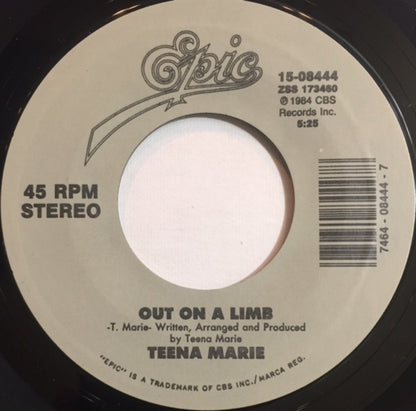 Epic
15-08444
ZSS 173460
℗ 1984 CBS
Records Inc.
5:25
45 RPM
STEREO
7464 - 08444 - 7
OUT ON A LIMB
-T. Marie- Written, Arranged and Produced
by Teena Marie
TEENA MARIE
"EPIC" IS A TRADEMARK OF CBS INC./MARCA REG.